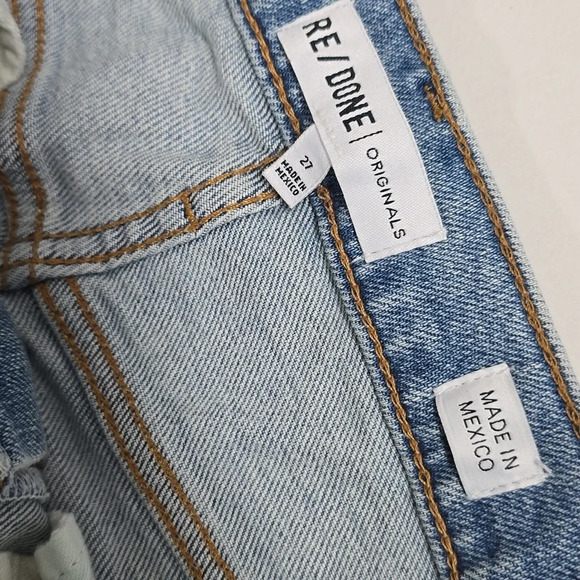 RE/DONE | ORIGINALS
27
MADE IN
MEXICO
MADE IN
MEXICO